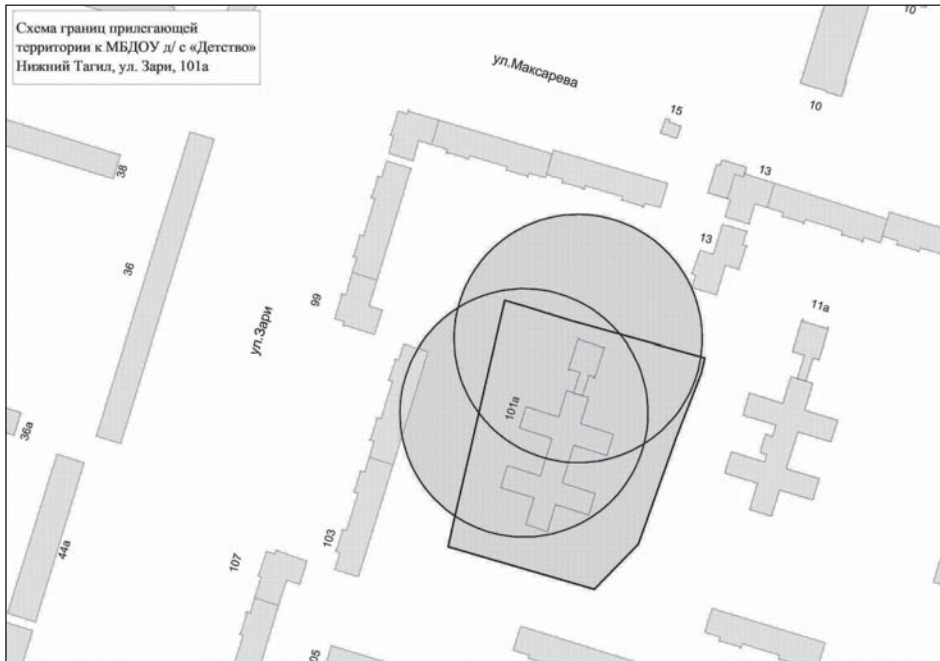 Схема границ прилегающей
территории к МБДОУ д/ с «Детство»
Нижний Тагил, ул. Зари, 101а
10
ул.Максарева
10
15
38
13
13
36
99
11а
ул.Зари
101а
36а
103
44а
107
05